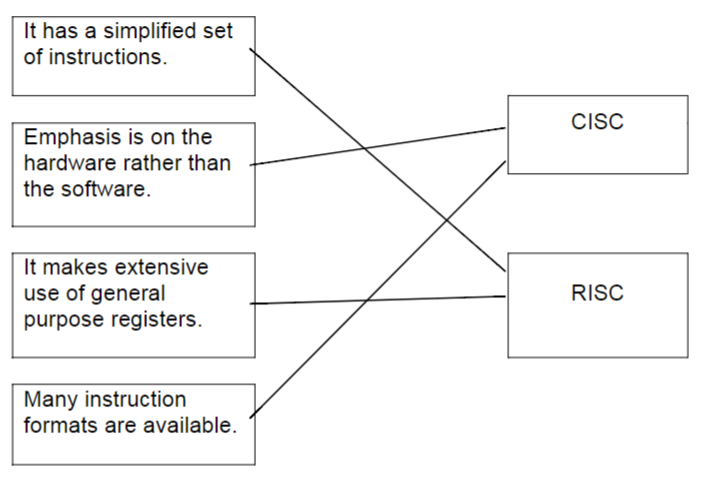 It has a simplified set
of instructions.
Emphasis is on the
hardware rather than
the software.
It makes extensive
use of general
purpose registers.
Many instruction
formats are available.
CISC
RISC